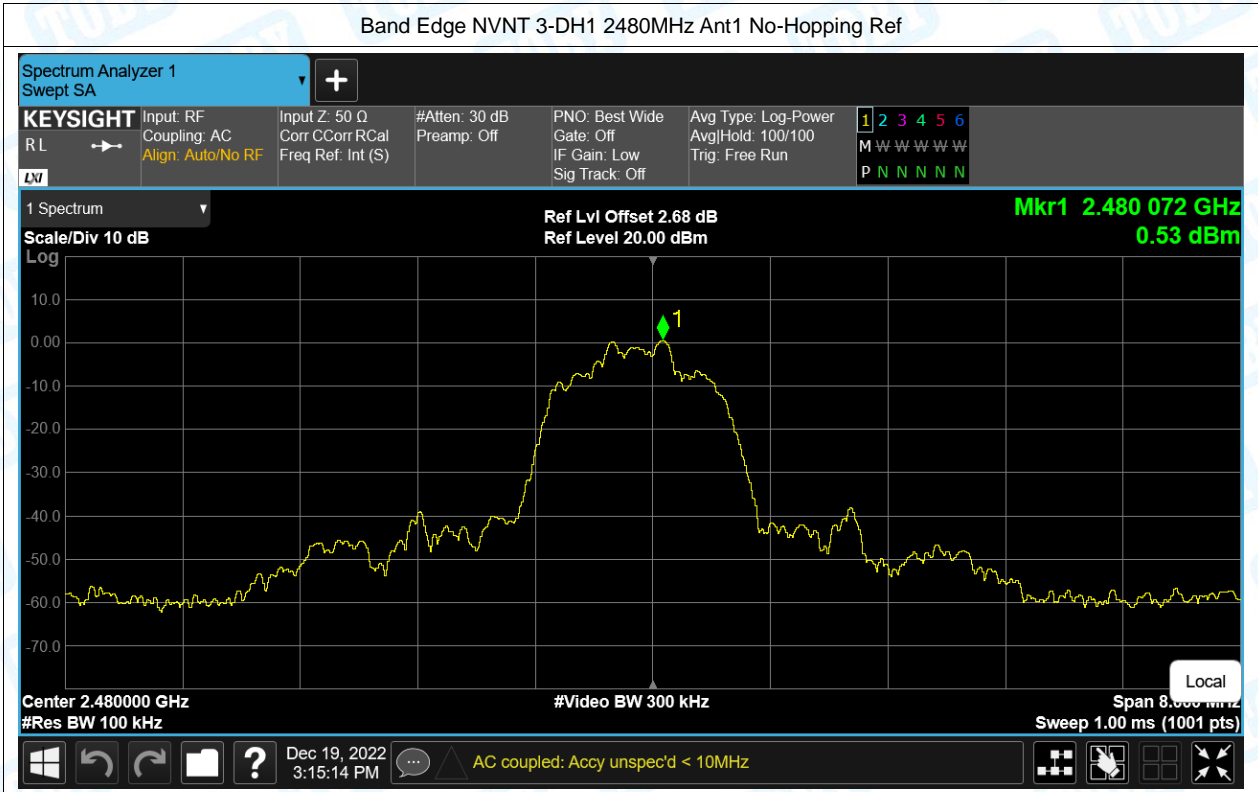 Band Edge NVNT 3-DH1 2480MHz Ant1 No-Hopping Ref
Spectrum Analyzer 1
Swept SA
KEYSIGHT
R L
LXI
Input: RF
Coupling: AC
Align: Auto/No RF
Input Z: 50 Ω
Corr CCorr RCal
Freq Ref: Int (S)
#Atten: 30 dB
Preamp: Off
PNO: Best Wide
Gate: Off
IF Gain: Low
Sig Track: Off
Avg Type: Log-Power
Avg|Hold: 100/100
Trig: Free Run
1 2 3 4 5 6
M W W W W W
P N N N N N
1 Spectrum
Scale/Div 10 dB
Log
Ref Lvl Offset 2.68 dB
Ref Level 20.00 dBm
Mkr1 2.480 072 GHz
0.53 dBm
1
10.0
0.00
-10.0
-20.0
-30.0
-40.0
-50.0
-60.0
-70.0
Local
Center 2.480000 GHz
#Video BW 300 kHz
Span 8.000 MHz
#Res BW 100 kHz
Sweep 1.00 ms (1001 pts)
?
Dec 19, 2022
3:15:14 PM
AC coupled: Accy unspec'd < 10MHz